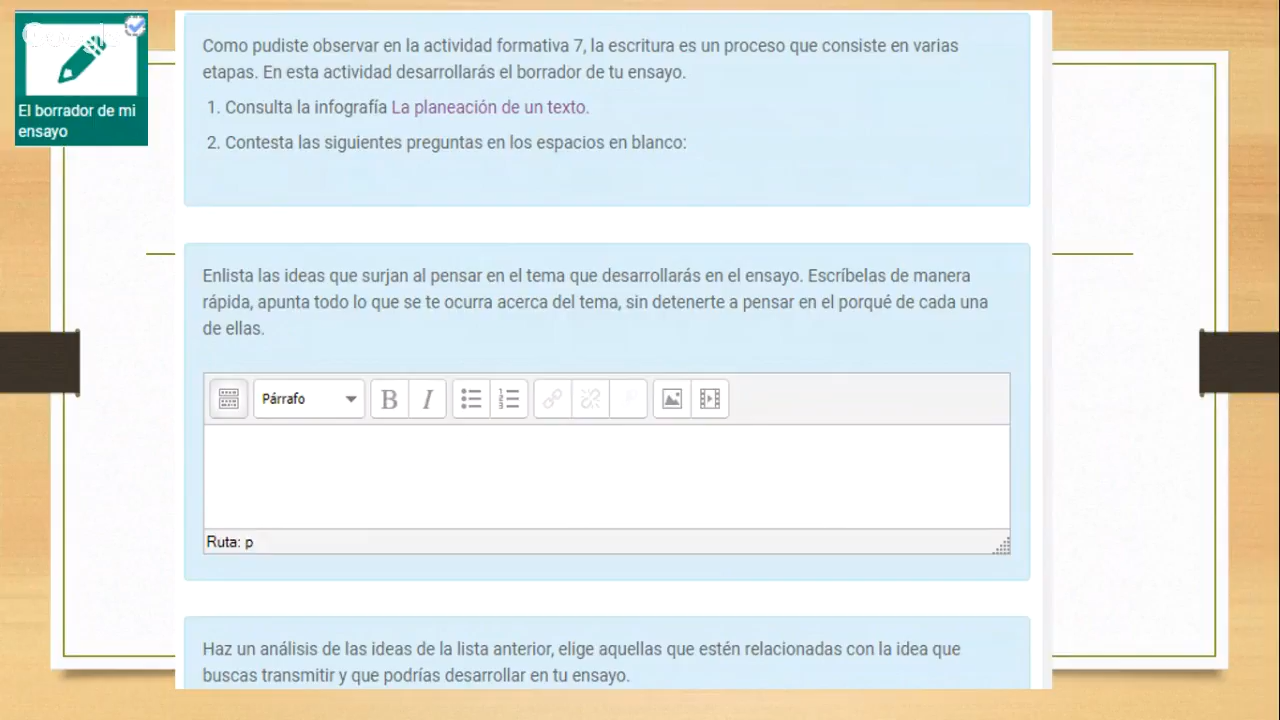 El borrador de mi
ensayo
Como pudiste observar en la actividad formativa 7, la escritura es un proceso que consiste en varias
etapas. En esta actividad desarrollarás el borrador de tu ensayo.
1. Consulta la infografía La planeación de un texto.
2. Contesta las siguientes preguntas en los espacios en blanco:
Enlista las ideas que surjan al pensar en el tema que desarrollarás en el ensayo. Escríbelas de manera
rápida, apunta todo lo que se te ocurra acerca del tema, sin detenerte a pensar en el porqué de cada una
de ellas.
Párrafo B I
Ruta: p
Haz un análisis de las ideas de la lista anterior, elige aquellas que estén relacionadas con la idea que
buscas transmitir y que podrías desarrollar en tu ensayo.